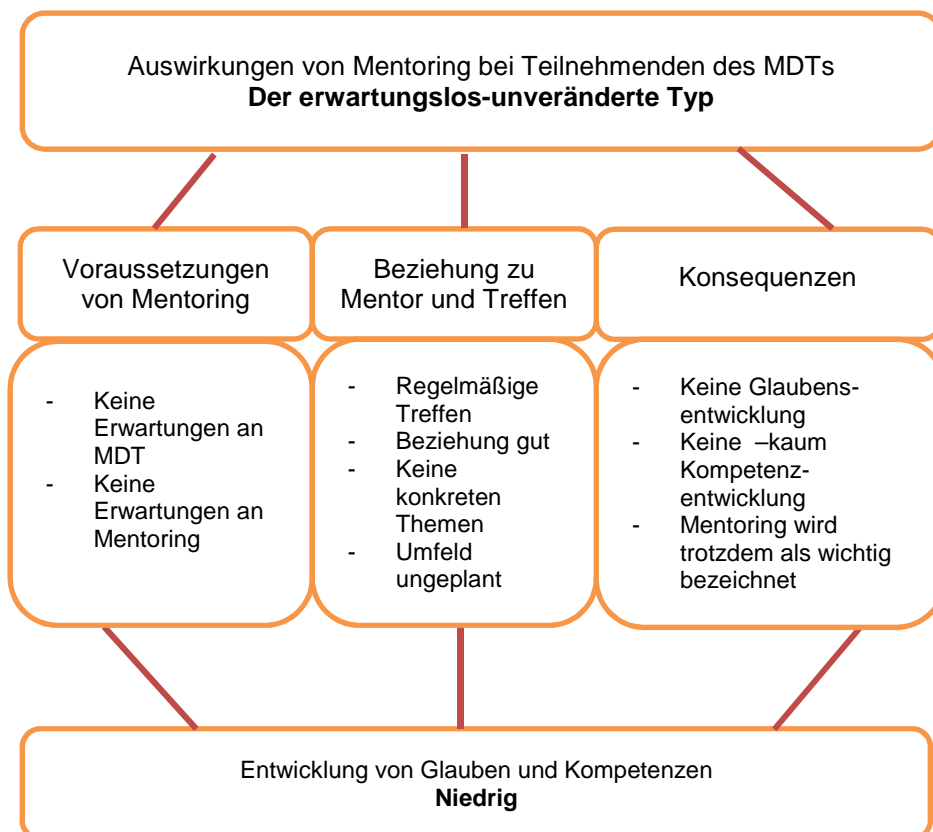 Auswirkungen von Mentoring bei Teilnehmenden des MDTs
Der erwartungslos-unveränderte Typ
Voraussetzungen
von Mentoring
Beziehung zu
Mentor und Treffen
Konsequenzen
- Keine
Erwartungen an
MDT
- Keine
Erwartungen an
Mentoring
- Regelmäßige
Treffen
- Beziehung gut
- Keine
konkreten
Themen
- Umfeld
ungeplant
- Keine Glaubens-
entwicklung
- Keine –kaum
Kompetenz-
entwicklung
- Mentoring wird
trotzdem als wichtig
bezeichnet
Entwicklung von Glauben und Kompetenzen
Niedrig